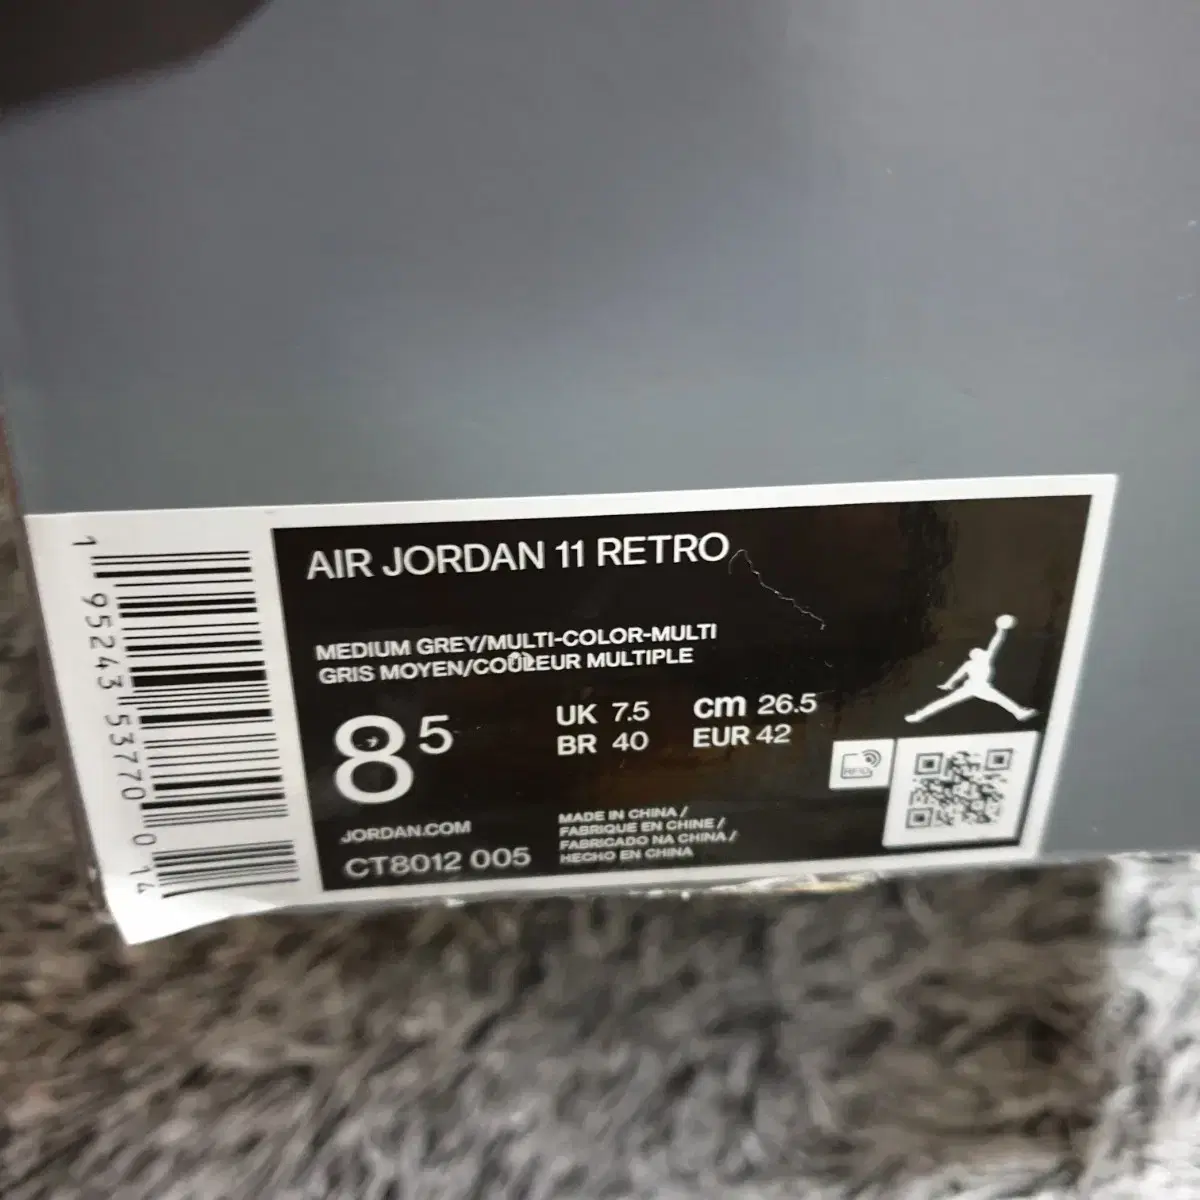 AIR JORDAN 11 RETRO
MEDIUM GREY/MULTI-COLOR-MULTI
GRIS MOYEN/COULEUR MULTIPLE
8 5
UK 7.5 cm 26.5
BR 40 EUR 42
JORDAN.COM
CT8012 005
MADE IN CHINA /
FABRIQUE EN CHINE /
FABRICADO NA CHINA /
HECHO EN CHINA
RFID
1 95243 53770 0 14